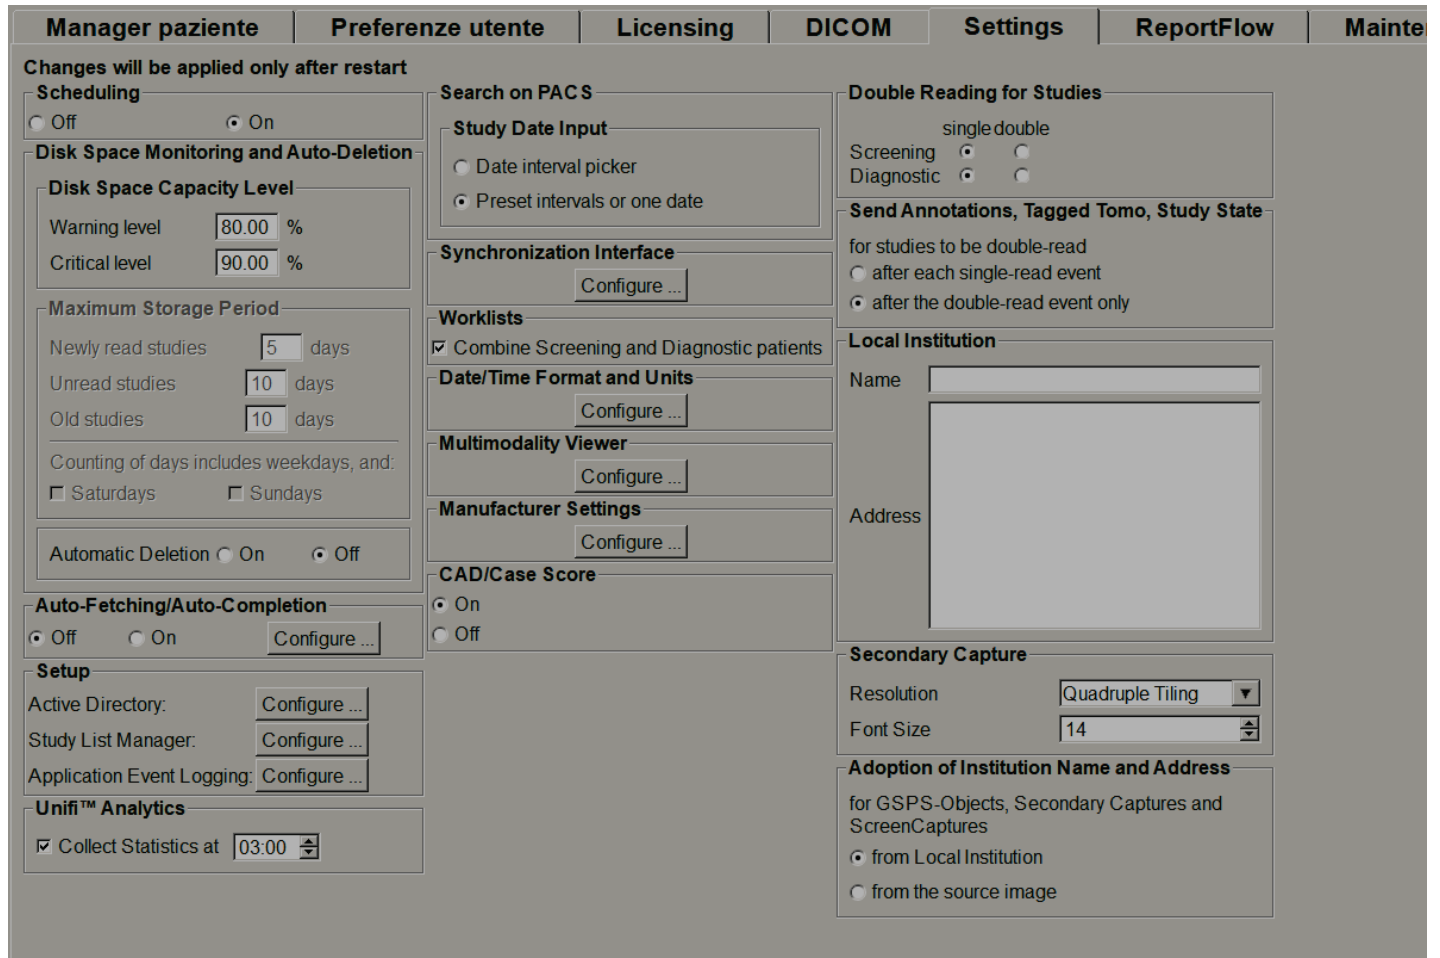 Manager paziente Preferenze utente Licensing DICOM Settings ReportFlow Mainte
Changes will be applied only after restart
Scheduling
Off On
Disk Space Monitoring and Auto-Deletion
Disk Space Capacity Level
Warning level 80.00 %
Critical level 90.00 %
Maximum Storage Period
Newly read studies 5 days
Unread studies 10 days
Old studies 10 days
Counting of days includes weekdays, and:
Saturdays Sundays
Automatic Deletion On Off
Auto-Fetching/Auto-Completion
Off On Configure ...
Setup
Active Directory: Configure ...
Study List Manager: Configure ...
Application Event Logging: Configure ...
Unifi™ Analytics
Collect Statistics at 03:00
Search on PACS
Study Date Input
Date interval picker
Preset intervals or one date
Synchronization Interface
Configure ...
Worklists
Combine Screening and Diagnostic patients
Date/Time Format and Units
Configure ...
Multimodality Viewer
Configure ...
Manufacturer Settings
Configure ...
CAD/Case Score
On
Off
Double Reading for Studies
single double
Screening
Diagnostic
Send Annotations, Tagged Tomo, Study State
for studies to be double-read
after each single-read event
after the double-read event only
Local Institution
Name
Address
Secondary Capture
Resolution Quadruple Tiling
Font Size 14
Adoption of Institution Name and Address
for GSPS-Objects, Secondary Captures and
ScreenCaptures
from Local Institution
from the source image